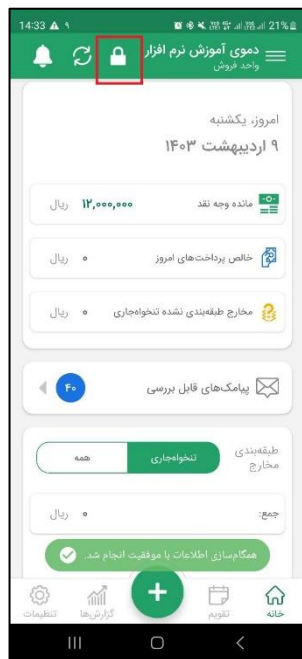 14:33
21%
دموی آموزش نرم افزار
واحد فروش
امروز، یکشنبه
۹ اردیبهشت ۱۴۰۳
مانده وجه نقد ۱۲,۰۰۰,۰۰۰ ریال
خالص پرداخت‌های امروز ۰ ریال
مخارج طبقه‌بندی نشده تنخواه‌جاری ۰ ریال
پیامک‌های قابل بررسی ۴۰
طبقه‌بندی مخارج
تنخواه‌جاری همه
جمع: ۰ ریال
همگام‌سازی اطلاعات با موفقیت انجام شد.
خانه تقویم گزارش‌ها تنظیمات